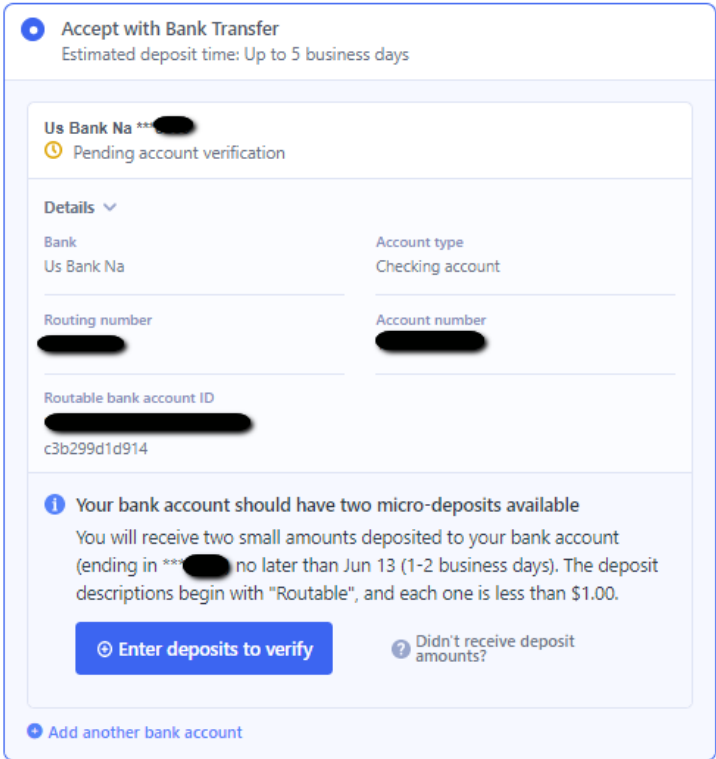 Accept with Bank Transfer
Estimated deposit time: Up to 5 business days
Us Bank Na ***
Pending account verification
Details
Bank
Account type
Us Bank Na
Checking account
Routing number
Account number
Routable bank account ID
c3b299d1d914
Your bank account should have two micro-deposits available
You will receive two small amounts deposited to your bank account
(ending in *** no later than Jun 13 (1-2 business days). The deposit
descriptions begin with "Routable", and each one is less than $1.00.
Enter deposits to verify
Didn't receive deposit
amounts?
Add another bank account